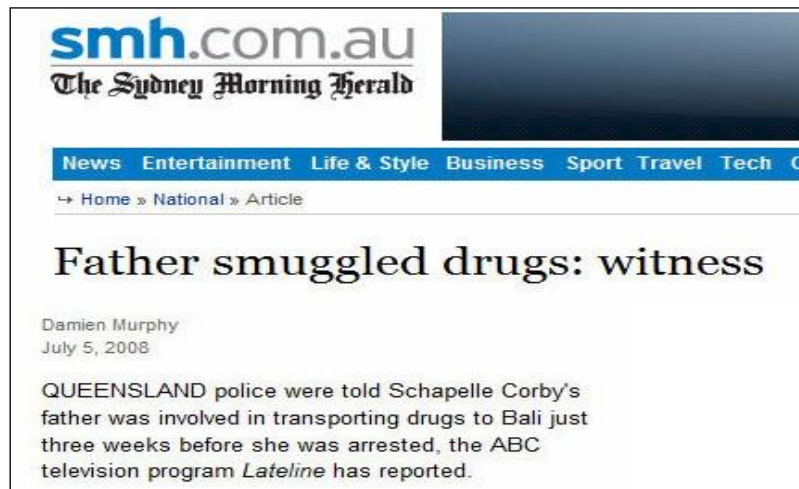 smh.com.au
The Sydney Morning Herald
News Entertainment Life & Style Business Sport Travel Tech
↪ Home » National » Article
Father smuggled drugs: witness
Damien Murphy
July 5, 2008
QUEENSLAND police were told Schapelle Corby's
father was involved in transporting drugs to Bali just
three weeks before she was arrested, the ABC
television program Lateline has reported.